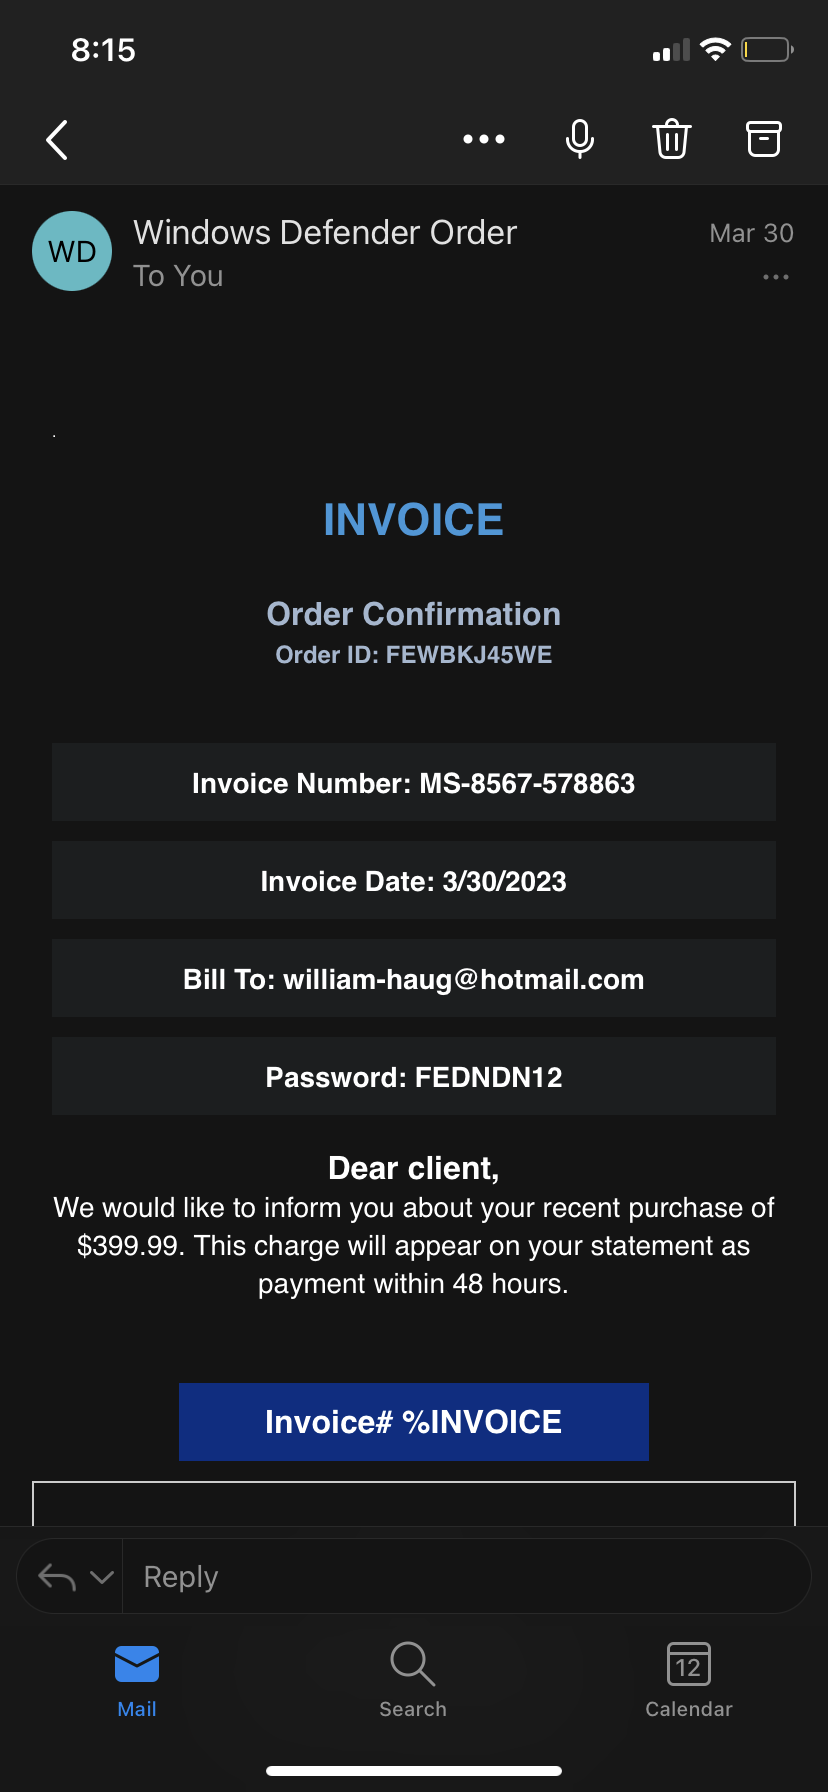 8:15
WD
Windows Defender Order
Mar 30
To You
.
INVOICE
Order Confirmation
Order ID: FEWBKJ45WE
Invoice Number: MS-8567-578863
Invoice Date: 3/30/2023
Bill To: william-haug@hotmail.com
Password: FEDNDN12
Dear client,
We would like to inform you about your recent purchase of
$399.99. This charge will appear on your statement as
payment within 48 hours.
Invoice# %INVOICE
Reply
12
Mail
Search
Calendar